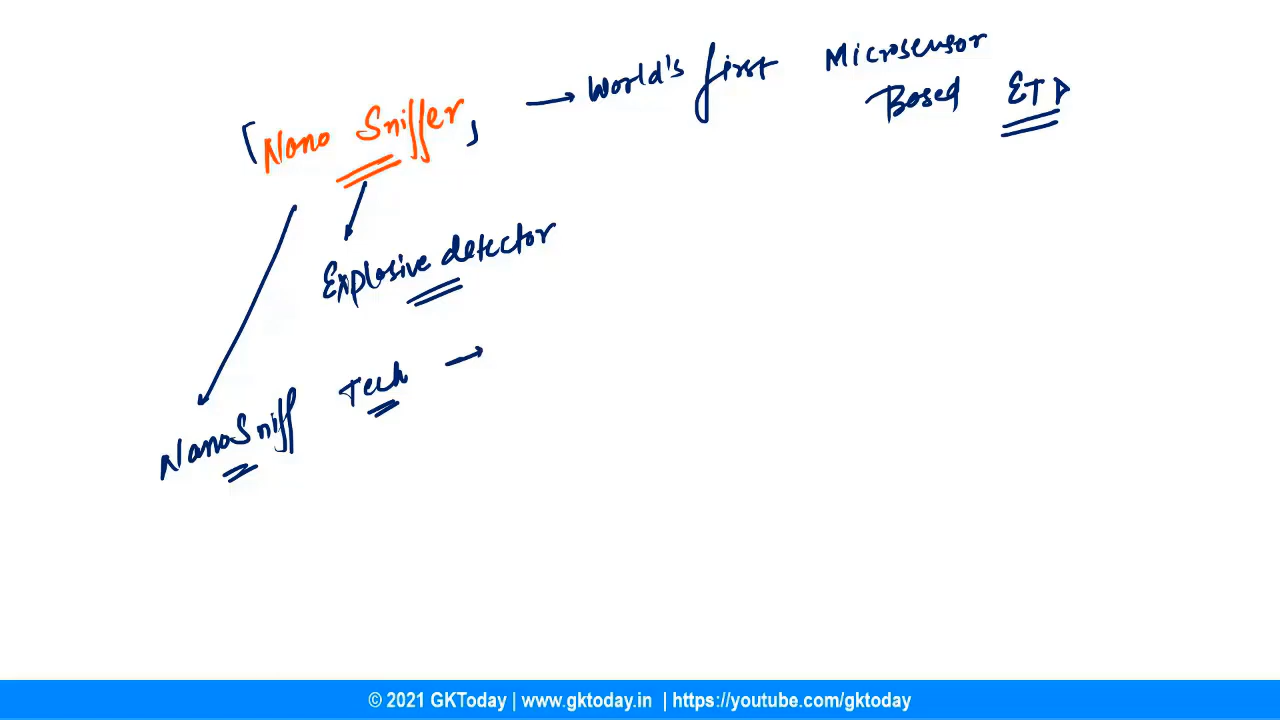 「Nano Sniffer」 → World's first Microsensor
Based ETD
Explosive detector
NanoSniff Tech →
© 2021 GKToday | www.gktoday.in | https://youtube.com/gktoday